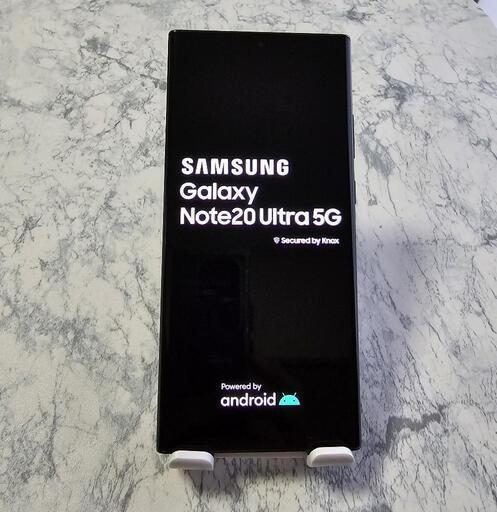 SAMSUNG
Galaxy
Note20 Ultra 5G
Secured by Knox
Powered by
android